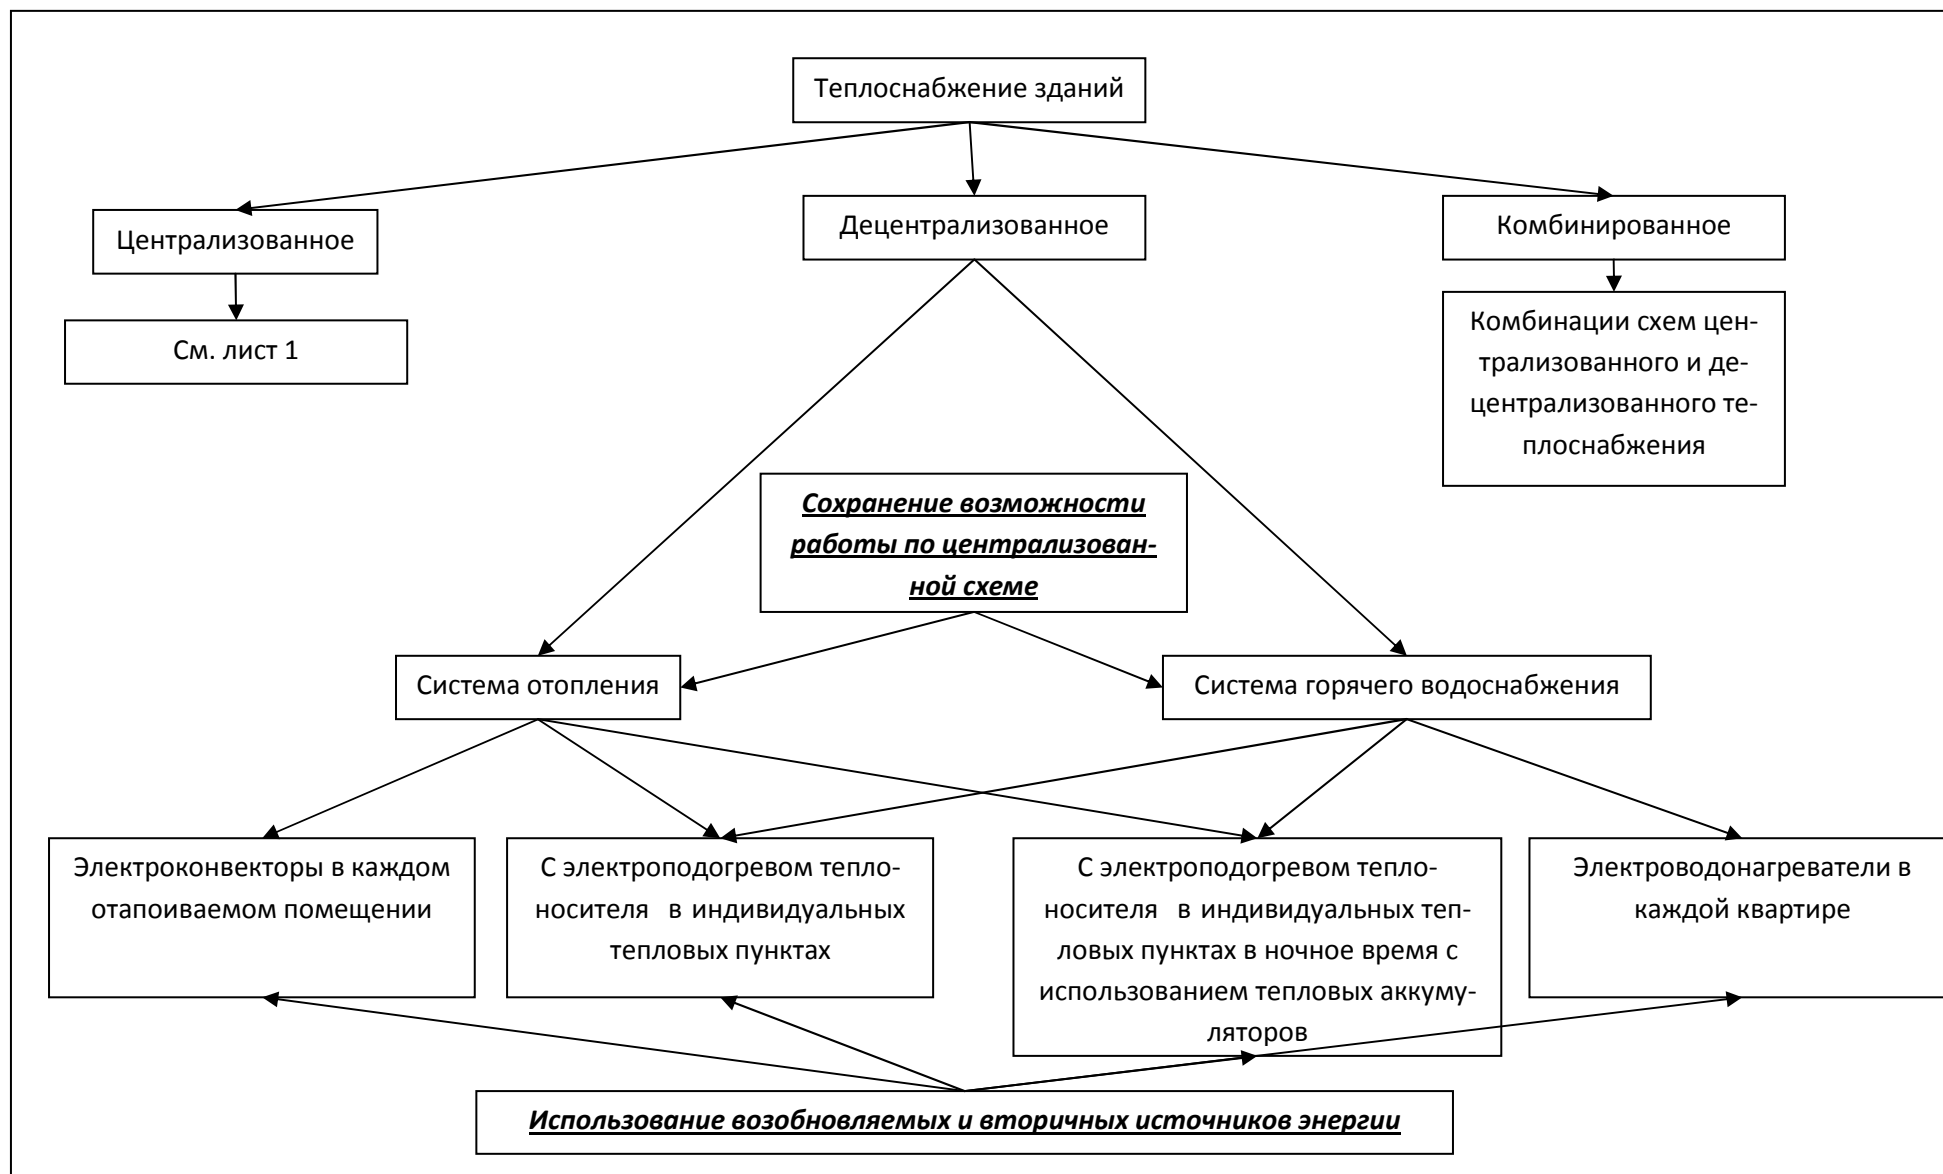 Теплоснабжение зданий
Централизованное
Децентрализованное
Комбинированное
См. лист 1
Комбинации схем цен-
трализованного и де-
централизованного те-
плоснабжения
Сохранение возможности
работы по централизован-
ной схеме
Система отопления
Система горячего водоснабжения
Электроконвекторы в каждом
отапоиваемом помещении
С электроподогревом тепло-
носителя в индивидуальных
тепловых пунктах
С электроподогревом тепло-
носителя в индивидуальных теп-
ловых пунктах в ночное время с
использованием тепловых аккуму-
ляторов
Электроводонагреватели в
каждой квартире
Использование возобновляемых и вторичных источников энергии